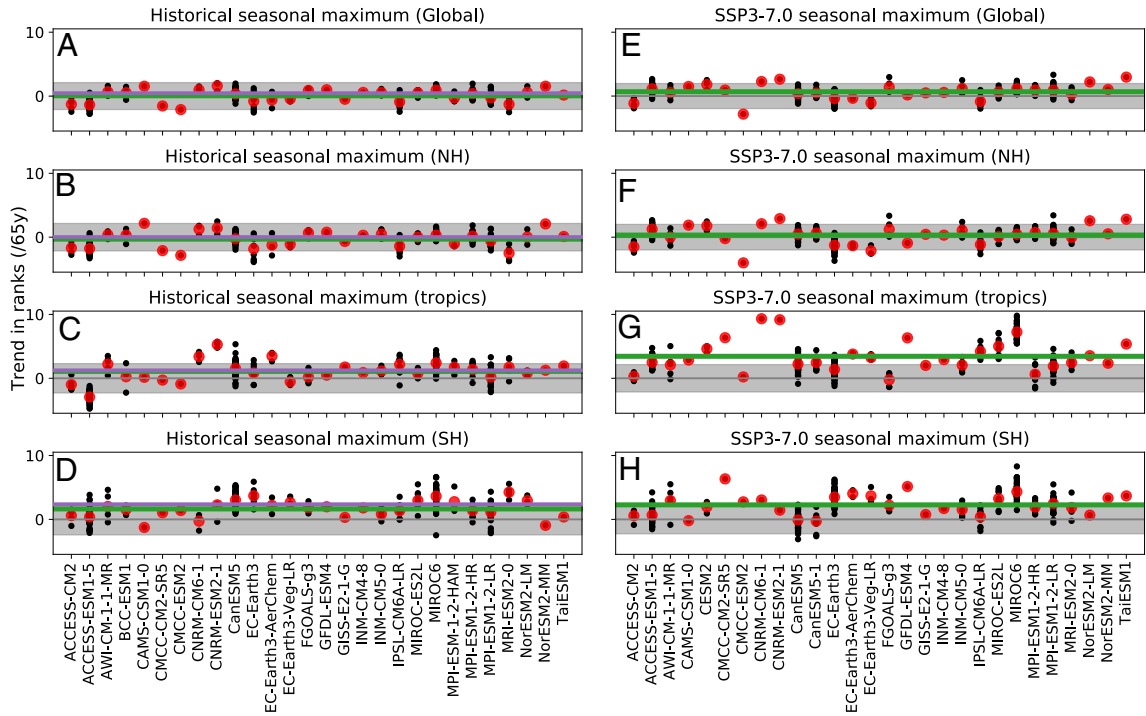 Historical seasonal maximum (Global)
A
10
0
Historical seasonal maximum (NH)
B
10
0
Historical seasonal maximum (tropics)
C
10
0
Historical seasonal maximum (SH)
D
10
0
Trend in ranks (/65y)
ACCESS-CM2
ACCESS-ESM1-5
AWI-CM-1-1-MR
BCC-ESM1
CAMS-CSM1-0
CMCC-CM2-SR5
CMCC-ESM2
CNRM-CM6-1
CNRM-ESM2-1
CanESM5
EC-Earth3
EC-Earth3-AerChem
EC-Earth3-Veg-LR
FGOALS-g3
GFDL-ESM4
GISS-E2-1-G
INM-CM4-8
INM-CM5-0
IPSL-CM6A-LR
MIROC-ES2L
MIROC6
MPI-ESM-1-2-HAM
MPI-ESM1-2-HR
MPI-ESM1-2-LR
MRI-ESM2-0
NorESM2-LM
NorESM2-MM
TaiESM1
SSP3-7.0 seasonal maximum (Global)
E
SSP3-7.0 seasonal maximum (NH)
F
SSP3-7.0 seasonal maximum (tropics)
G
SSP3-7.0 seasonal maximum (SH)
H
ACCESS-CM2
ACCESS-ESM1-5
AWI-CM-1-1-MR
CAMS-CSM1-0
CESM2
CMCC-CM2-SR5
CMCC-ESM2
CNRM-CM6-1
CNRM-ESM2-1
CanESM5
CanESM5-1
EC-Earth3
EC-Earth3-AerChem
EC-Earth3-Veg-LR
FGOALS-g3
GFDL-ESM4
GISS-E2-1-G
INM-CM4-8
INM-CM5-0
IPSL-CM6A-LR
MIROC-ES2L
MIROC6
MPI-ESM1-2-HR
MPI-ESM1-2-LR
MRI-ESM2-0
NorESM2-LM
NorESM2-MM
TaiESM1